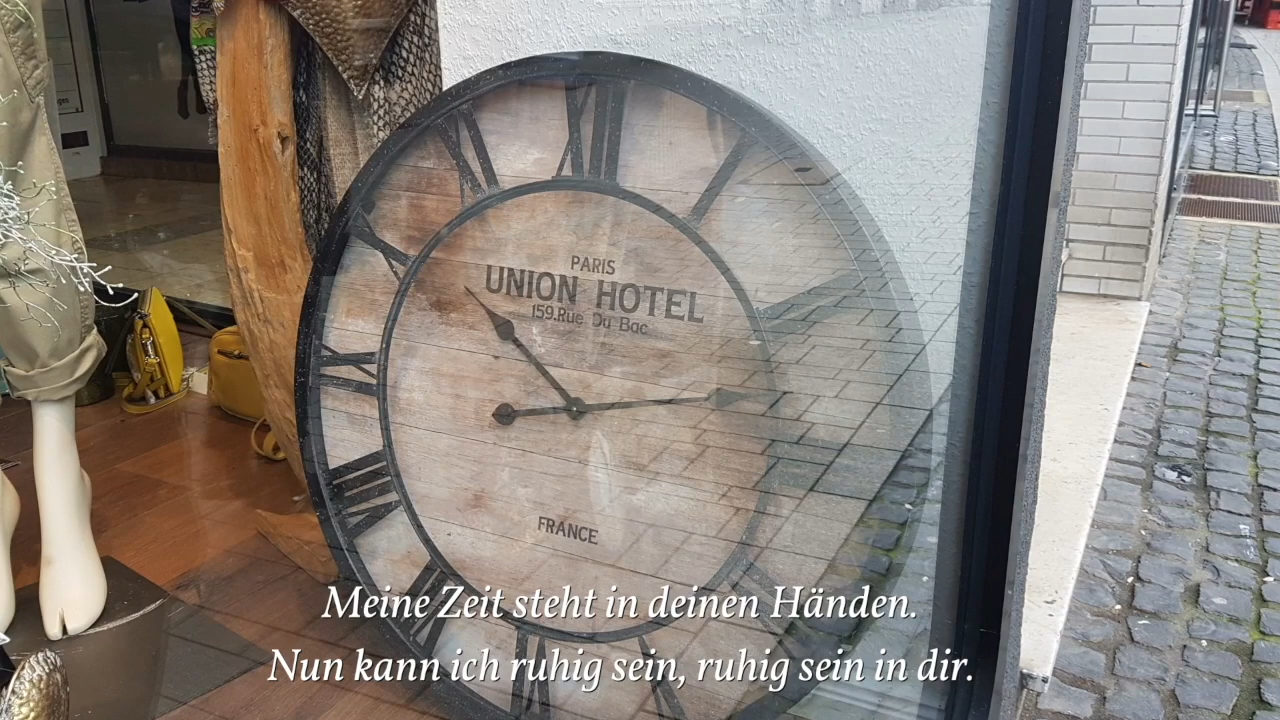 PARIS
UNION HOTEL
159.Rue Du Bac
FRANCE
Meine Zeit steht in deinen Händen.
Nun kann ich ruhig sein, ruhig sein in dir.